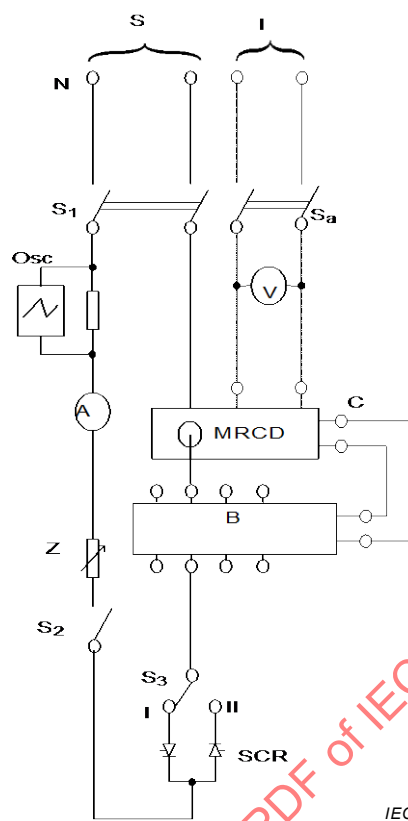 S I
N
S1 Sa
Osc
V
A
C
MRCD
B
Z
S2
S3
I II
SCR
PDF of IEC
IEC